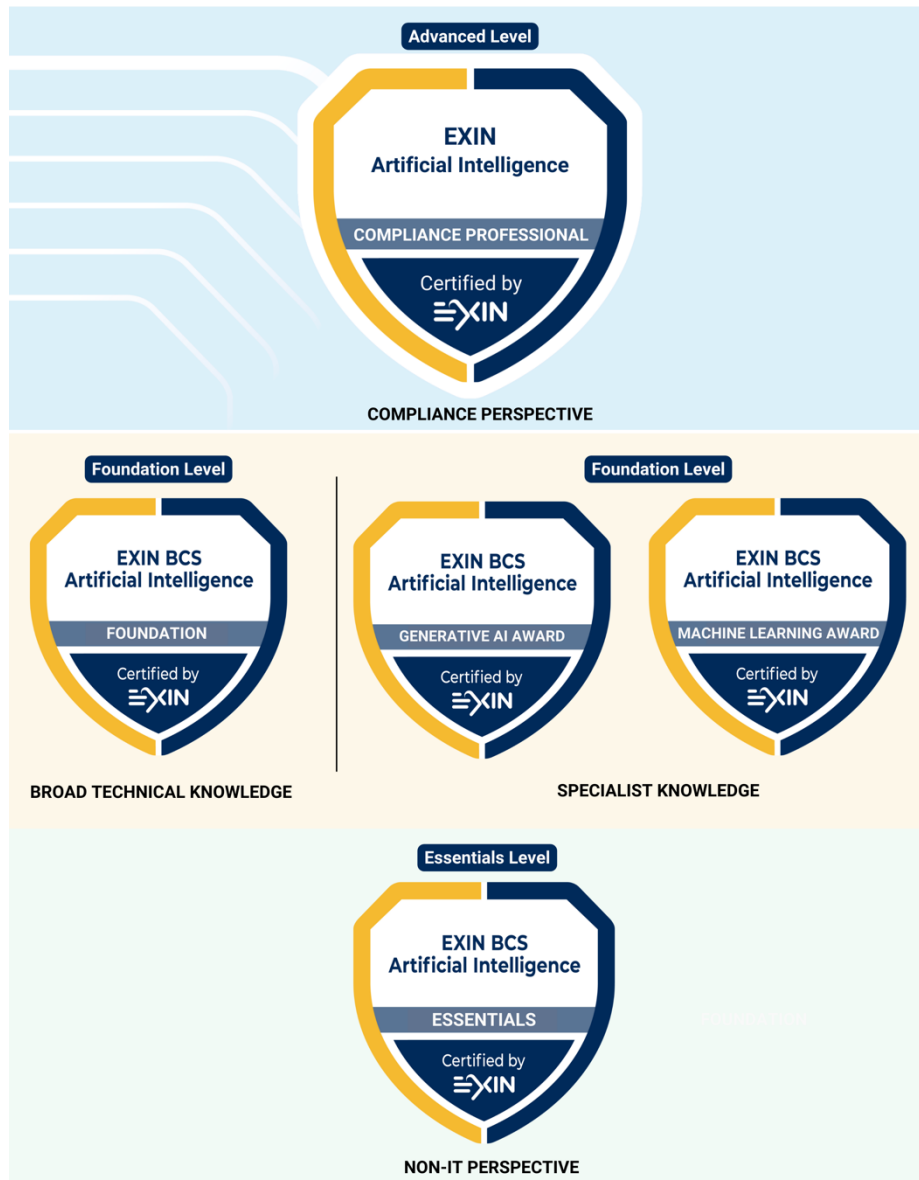 Advanced Level
EXIN
Artificial Intelligence
COMPLIANCE PROFESSIONAL
Certified by
EXIN
COMPLIANCE PERSPECTIVE
Foundation Level
EXIN BCS
Artificial Intelligence
FOUNDATION
Certified by
EXIN
BROAD TECHNICAL KNOWLEDGE
Foundation Level
EXIN BCS
Artificial Intelligence
GENERATIVE AI AWARD
Certified by
EXIN
EXIN BCS
Artificial Intelligence
MACHINE LEARNING AWARD
Certified by
EXIN
SPECIALIST KNOWLEDGE
Essentials Level
EXIN BCS
Artificial Intelligence
ESSENTIALS
Certified by
EXIN
NON-IT PERSPECTIVE